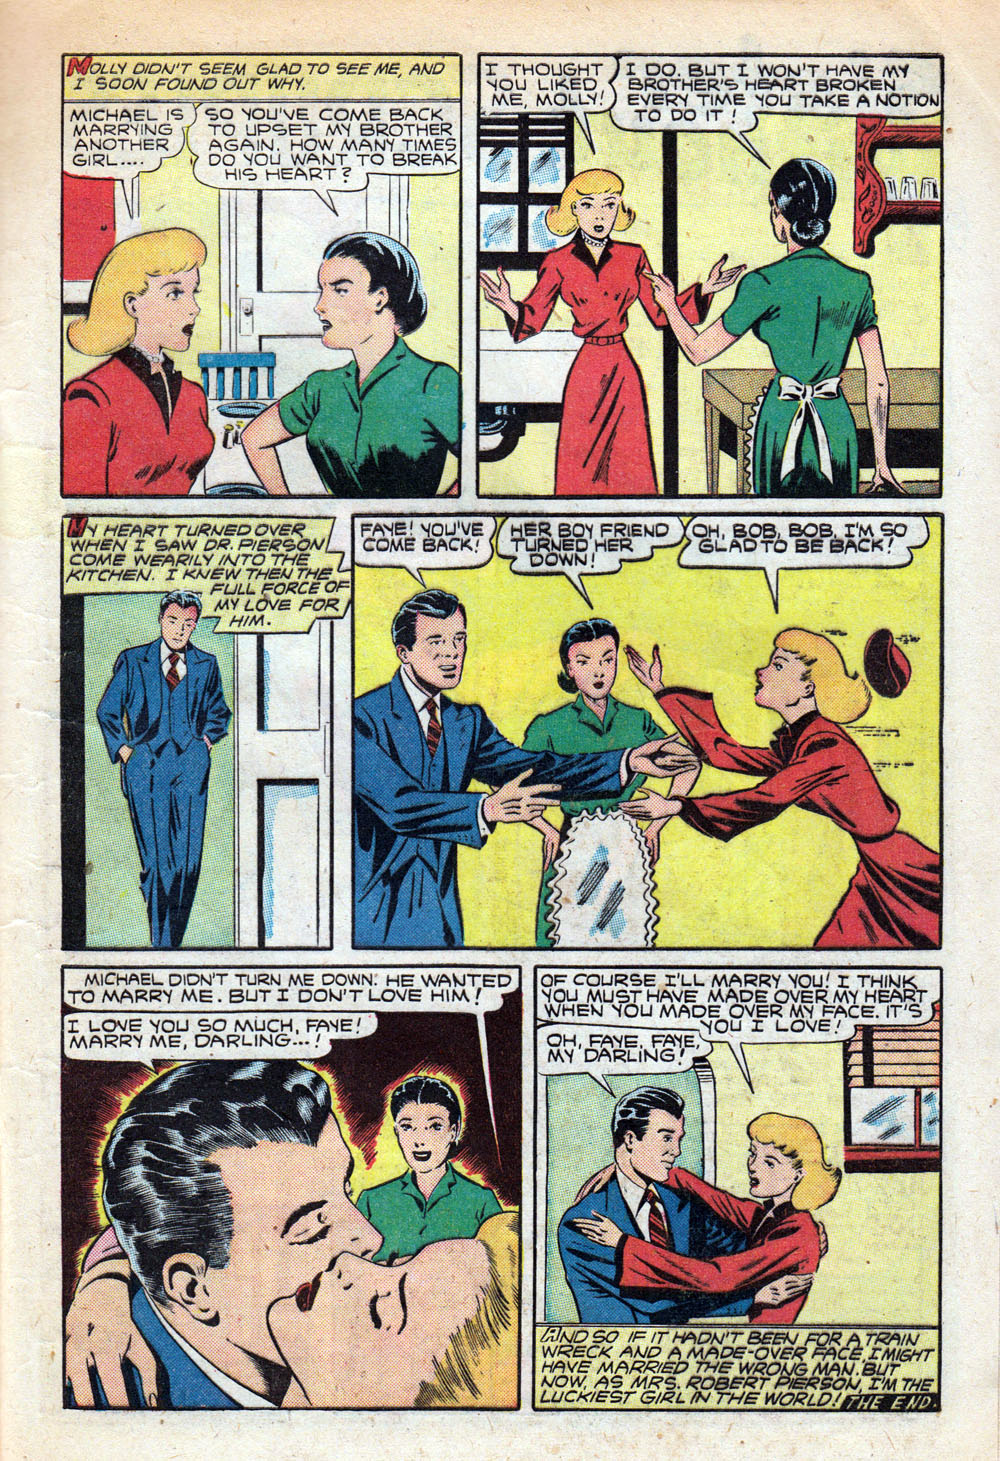 MOLLY DIDN'T SEEM GLAD TO SEE ME, AND
I SOON FOUND OUT WHY.
MICHAEL IS
MARRYING
ANOTHER
GIRL....
SO YOU'VE COME BACK
TO UPSET MY BROTHER
AGAIN. HOW MANY TIMES
DO YOU WANT TO BREAK
HIS HEART?
I THOUGHT
YOU LIKED
ME, MOLLY!
I DO. BUT I WON'T HAVE MY
BROTHER'S HEART BROKEN
EVERY TIME YOU TAKE A NOTION
TO DO IT!
MY HEART TURNED OVER
WHEN I SAW DR. PIERSON
COME WEARILY INTO THE
KITCHEN. I KNEW THEN THE
FULL FORCE OF
MY LOVE FOR
HIM.
FAYE! YOU'VE
COME BACK!
HER BOY FRIEND
TURNED HER
DOWN!
OH, BOB, BOB, I'M SO
GLAD TO BE BACK!
MICHAEL DIDN'T TURN ME DOWN. HE WANTED
TO MARRY ME. BUT I DON'T LOVE HIM!
I LOVE YOU SO MUCH, FAYE!
MARRY ME, DARLING...!
OF COURSE I'LL MARRY YOU! I THINK
YOU MUST HAVE MADE OVER MY HEART
WHEN YOU MADE OVER MY FACE. IT'S
YOU I LOVE!
OH, FAYE, FAYE,
MY DARLING!
AND SO IF IT HADN'T BEEN FOR A TRAIN
WRECK AND A MADE-OVER FACE, I MIGHT
HAVE MARRIED THE WRONG MAN. BUT
NOW, AS MRS. ROBERT PIERSON, I'M THE
LUCKIEST GIRL IN THE WORLD! THE END.